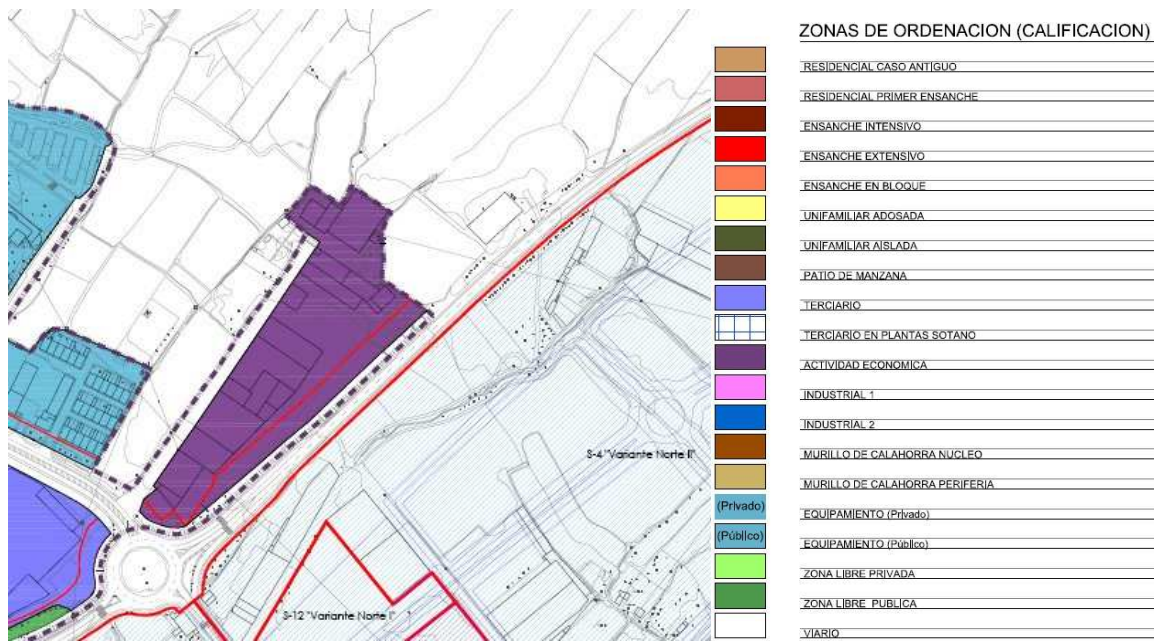 ZONAS DE ORDENACION (CALIFICACION)
RESIDENCIAL CASO ANTIGUO
RESIDENCIAL PRIMER ENSANCHE
ENSANCHE INTENSIVO
ENSANCHE EXTENSIVO
ENSANCHE EN BLOQUE
UNIFAMILIAR ADOSADA
UNIFAMILIAR AISLADA
PATIO DE MANZANA
TERCIARIO
TERCIARIO EN PLANTAS SOTANO
ACTIVIDAD ECONOMICA
INDUSTRIAL 1
INDUSTRIAL 2
MURILLO DE CALAHORRA NUCLEO
MURILLO DE CALAHORRA PERIFERIA
(Privado)
EQUIPAMIENTO (Privado)
(Público)
EQUIPAMIENTO (Público)
ZONA LIBRE PRIVADA
ZONA LIBRE PUBLICA
VIARIO
S-4 "Variante Norte II"
S-12 "Variante Norte I"